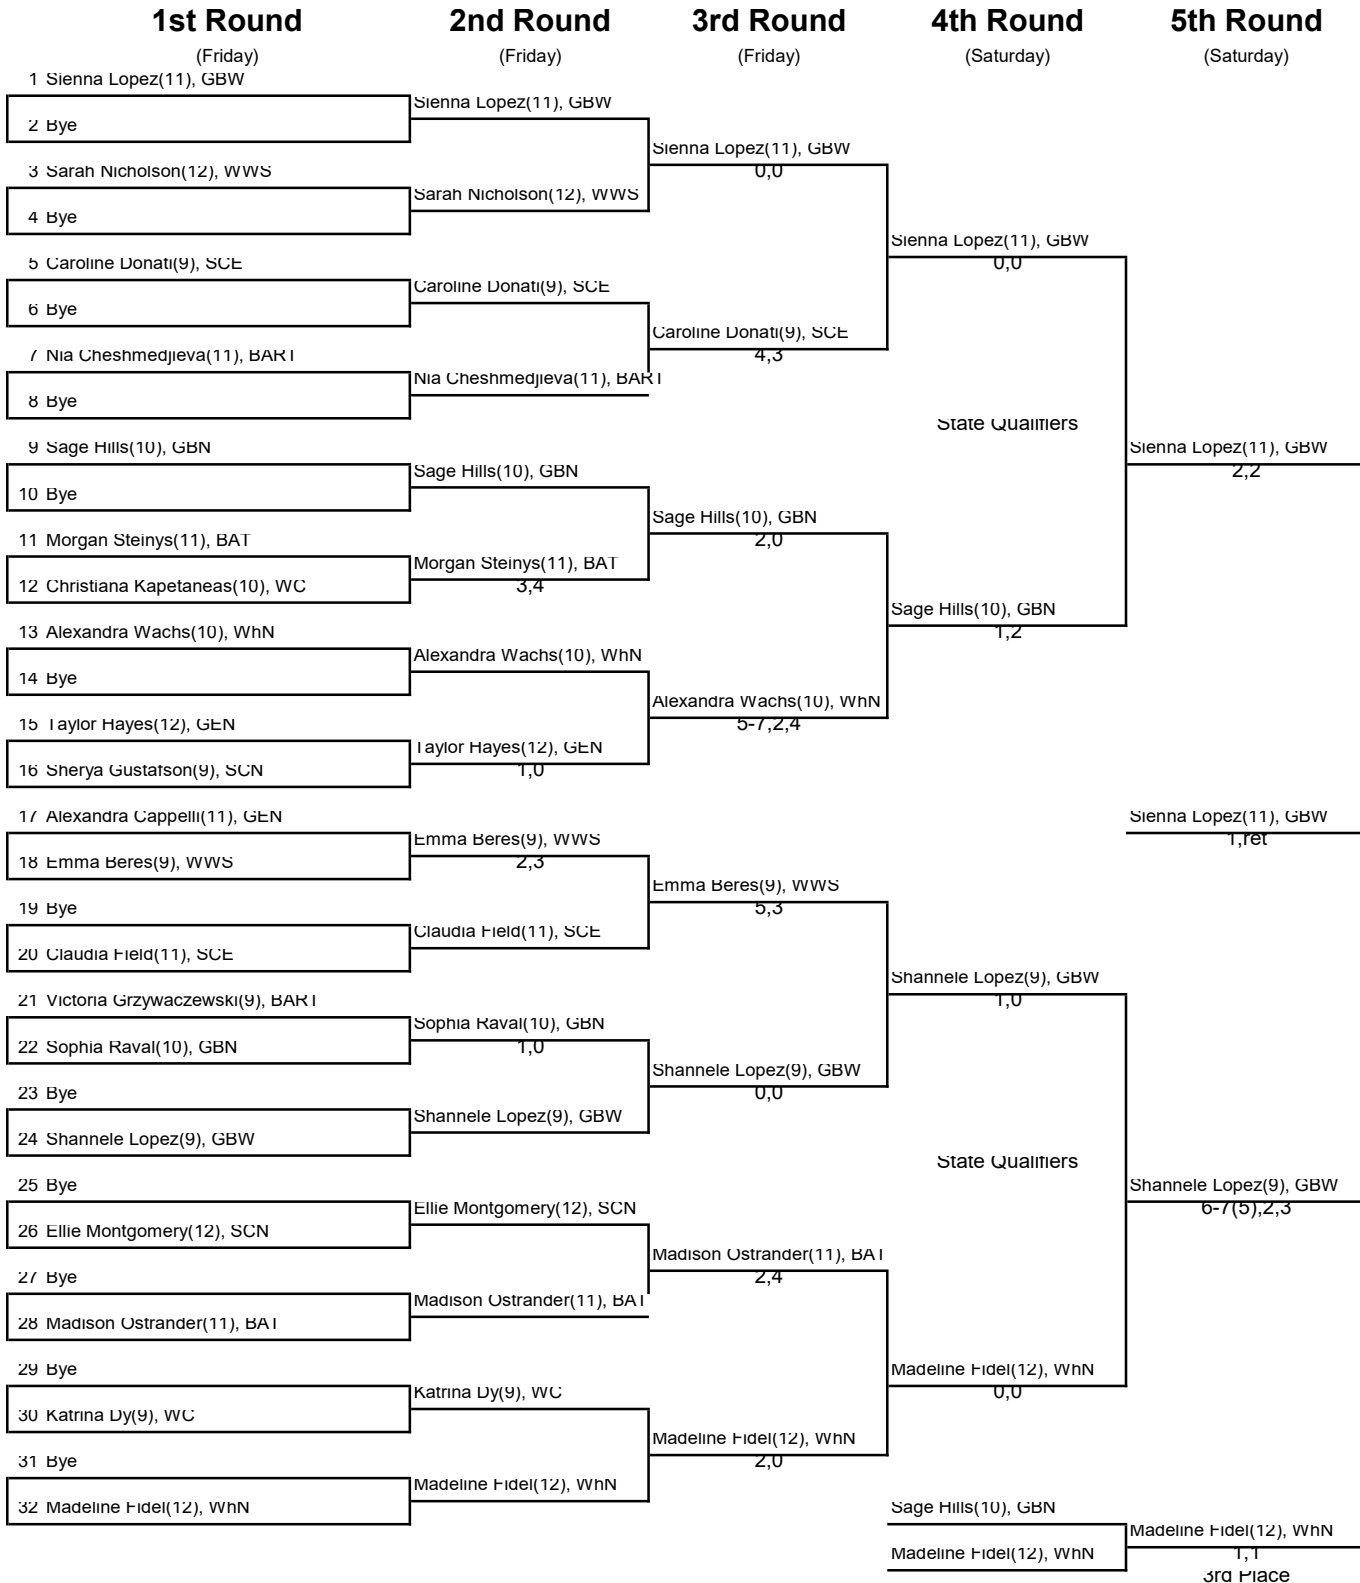 1st Round 2nd Round 3rd Round 4th Round 5th Round
(Friday) (Friday) (Friday) (Saturday) (Saturday)
1 Sienna Lopez(11), GBW
Sienna Lopez(11), GBW
2 Bye
Sienna Lopez(11), GBW
0,0
3 Sarah Nicholson(12), WWS
Sarah Nicholson(12), WWS
4 Bye
Sienna Lopez(11), GBW
0,0
5 Caroline Donati(9), SCE
Caroline Donati(9), SCE
6 Bye
Caroline Donati(9), SCE
4,3
7 Nia Cheshmedjieva(11), BART
Nia Cheshmedjieva(11), BART
8 Bye
State Qualifiers
9 Sage Hills(10), GBN
Sienna Lopez(11), GBW
2,2
Sage Hills(10), GBN
10 Bye
Sage Hills(10), GBN
2,0
11 Morgan Steinys(11), BAT
Morgan Steinys(11), BAT
3,4
12 Christiana Kapetaneas(10), WC
Sage Hills(10), GBN
1,2
13 Alexandra Wachs(10), WhN
Alexandra Wachs(10), WhN
14 Bye
Alexandra Wachs(10), WhN
5-7,2,4
15 Taylor Hayes(12), GEN
Taylor Hayes(12), GEN
1,0
16 Sherya Gustafson(9), SCN
17 Alexandra Cappelli(11), GEN
Sienna Lopez(11), GBW
1,ret
Emma Beres(9), WWS
2,3
18 Emma Beres(9), WWS
Emma Beres(9), WWS
5,3
19 Bye
Claudia Field(11), SCE
20 Claudia Field(11), SCE
Shannele Lopez(9), GBW
1,0
21 Victoria Grzywaczewski(9), BART
Sophia Raval(10), GBN
1,0
22 Sophia Raval(10), GBN
Shannele Lopez(9), GBW
0,0
23 Bye
Shannele Lopez(9), GBW
24 Shannele Lopez(9), GBW
State Qualifiers
25 Bye
Shannele Lopez(9), GBW
6-7(5),2,3
Ellie Montgomery(12), SCN
26 Ellie Montgomery(12), SCN
Madison Ostrander(11), BAT
2,4
27 Bye
Madison Ostrander(11), BAT
28 Madison Ostrander(11), BAT
Madeline Fidel(12), WhN
0,0
29 Bye
Katrina Dy(9), WC
30 Katrina Dy(9), WC
Madeline Fidel(12), WhN
2,0
31 Bye
Madeline Fidel(12), WhN
32 Madeline Fidel(12), WhN
Sage Hills(10), GBN
Madeline Fidel(12), WhN
1,1
Madeline Fidel(12), WhN
3rd Place